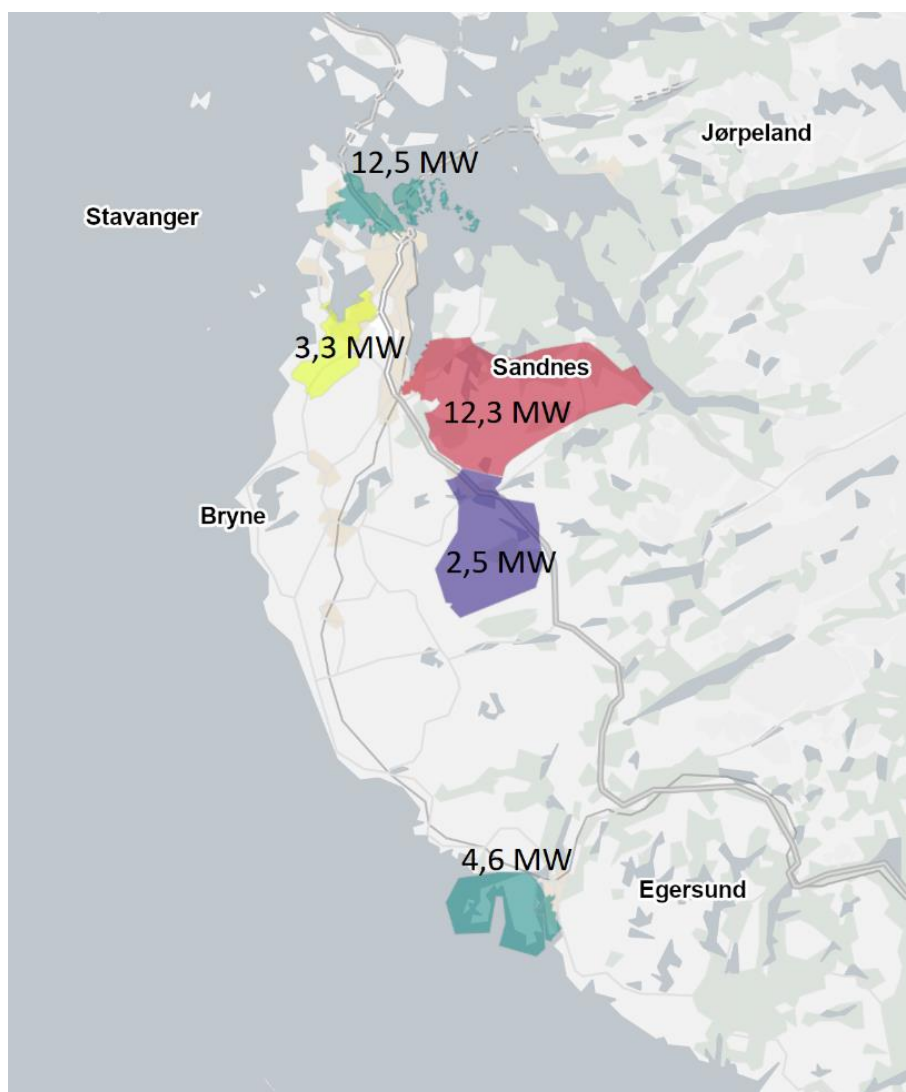 Jørpeland
12,5 MW
Stavanger
3,3 MW
Sandnes
12,3 MW
Bryne
2,5 MW
4,6 MW
Egersund